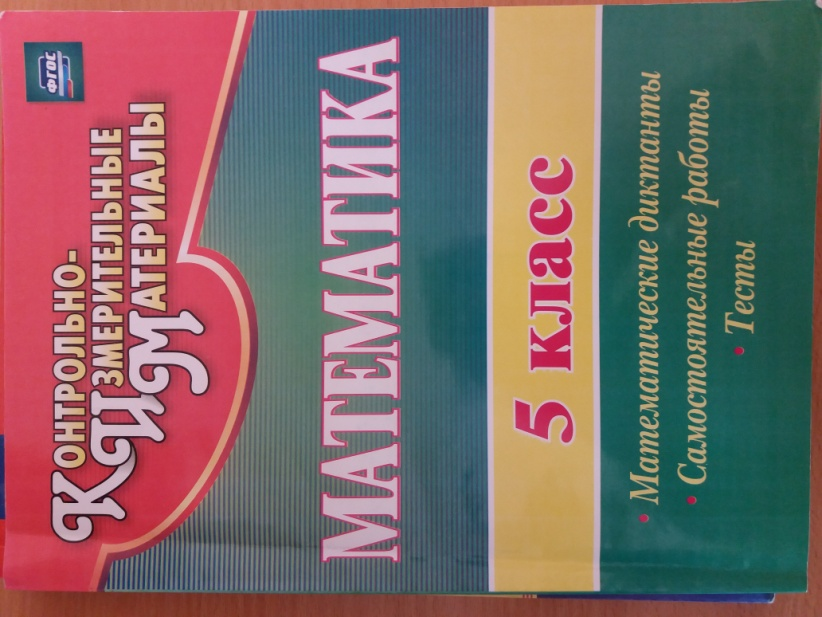 ФГОС
КОНТРОЛЬНО-
ИЗМЕРИТЕЛЬНЫЕ
МАТЕРИАЛЫ
МАТЕМАТИКА
5 класс
• Математические диктанты
• Самостоятельные работы
• Тесты